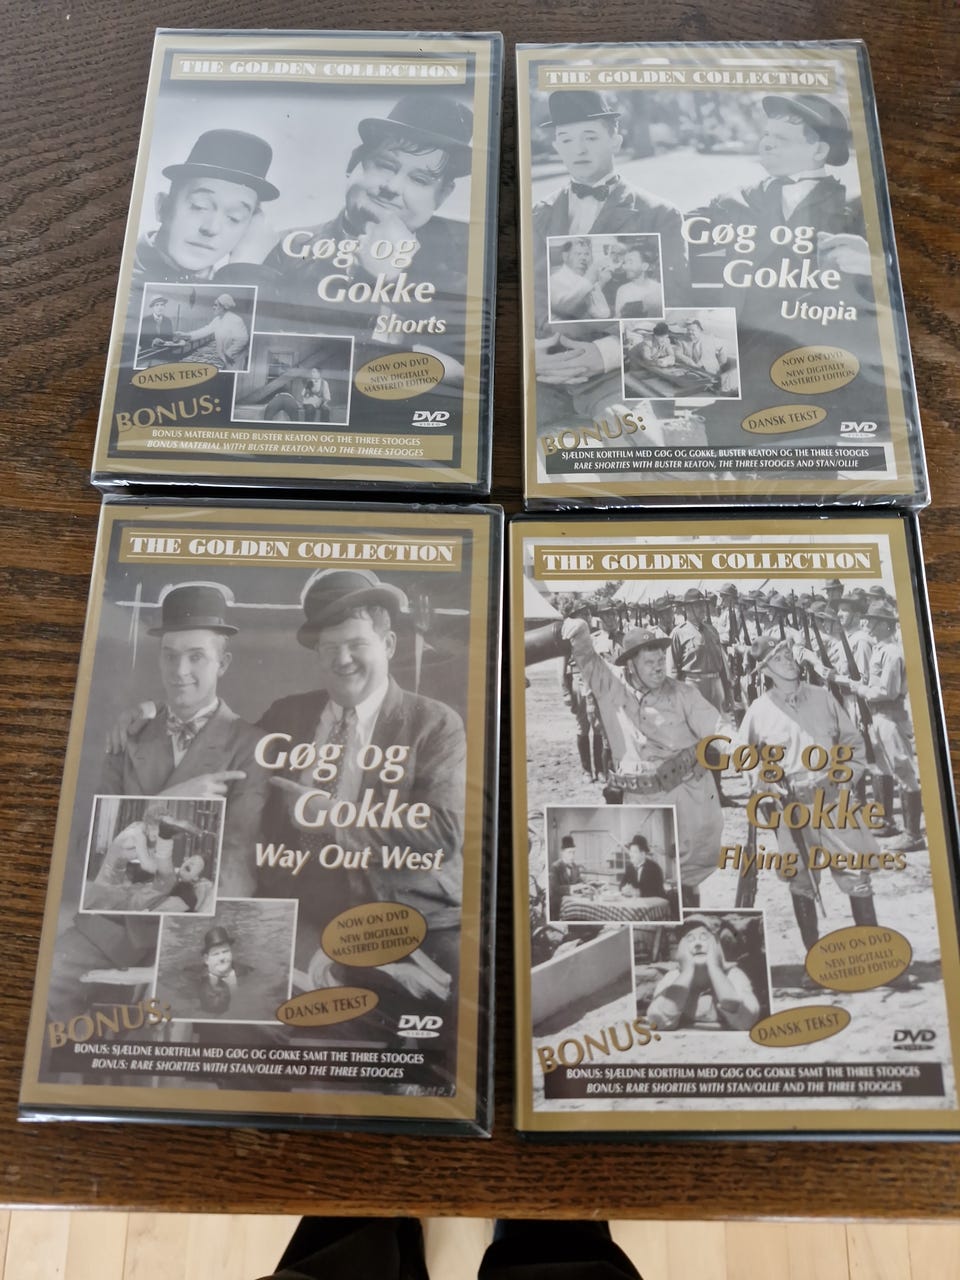 THE GOLDEN COLLECTION
Gøg og
Gokke
Shorts
DANSK TEKST
NOW ON DVD
NEW DIGITALLY
MASTERED EDITION
BONUS:
DVD
VIDEO
BONUS MATERIALE MED BUSTER KEATON OG THE THREE STOOGES
BONUS MATERIAL WITH BUSTER KEATON AND THE THREE STOOGES
THE GOLDEN COLLECTION
Gøg og
Gokke
Utopia
NOW ON DVD
NEW DIGITALLY
MASTERED EDITION
DANSK TEKST
BONUS:
DVD
VIDEO
SJÆLDNE KORTFILM MED GØG OG GOKKE, BUSTER KEATON OG THE THREE STOOGES
RARE SHORTIES WITH BUSTER KEATON, THE THREE STOOGES AND STAN/OLLIE
THE GOLDEN COLLECTION
Gøg og
Gokke
Way Out West
NOW ON DVD
NEW DIGITALLY
MASTERED EDITION
DANSK TEKST
BONUS:
DVD
VIDEO
BONUS: SJÆLDNE KORTFILM MED GØG OG GOKKE SAMT THE THREE STOOGES
BONUS: RARE SHORTIES WITH STAN/OLLIE AND THE THREE STOOGES
THE GOLDEN COLLECTION
Gøg og
Gokke
Flying Deuces
NOW ON DVD
NEW DIGITALLY
MASTERED EDITION
DANSK TEKST
BONUS:
DVD
VIDEO
BONUS: SJÆLDNE KORTFILM MED GØG OG GOKKE SAMT THE THREE STOOGES
BONUS: RARE SHORTIES WITH STAN/OLLIE AND THE THREE STOOGES